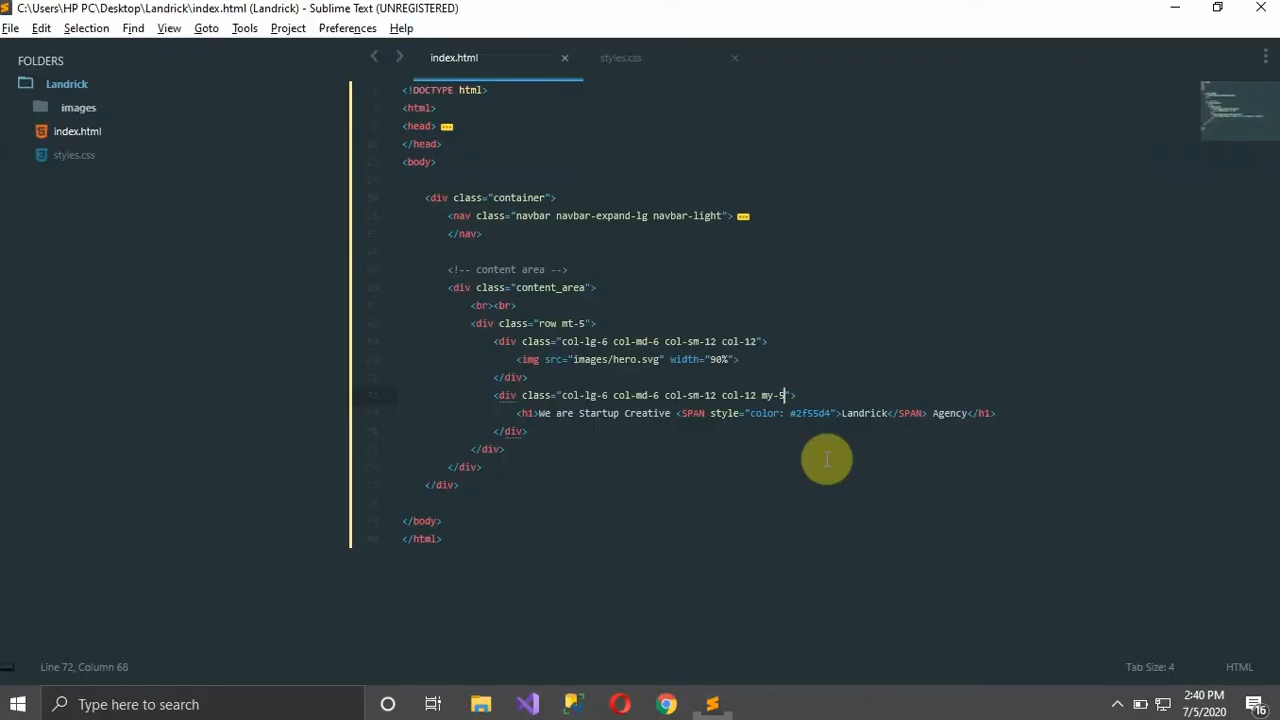 C:\Users\HP PC\Desktop\Landrick\index.html (Landrick) - Sublime Text (UNREGISTERED)
File Edit Selection Find View Goto Tools Project Preferences Help
FOLDERS
Landrick
images
index.html
styles.css
index.html
styles.css
<!DOCTYPE html>
<html>
<head>
</head>
<body>
<div class="container">
<nav class="navbar navbar-expand-lg navbar-light">
</nav>
<!-- content area -->
<div class="content_area">
<br><br>
<div class="row mt-5">
<div class="col-lg-6 col-md-6 col-sm-12 col-12">
<img src="images/hero.svg" width="90%">
</div>
72 <div class="col-lg-6 col-md-6 col-sm-12 col-12 my-5">
<h1>We are Startup Creative <SPAN style="color: #2f55d4">Landrick</SPAN> Agency</h1>
</div>
</div>
</div>
</div>
</body>
</html>
Line 72, Column 68
Tab Size: 4
HTML
Type here to search
2:40 PM
7/5/2020
16